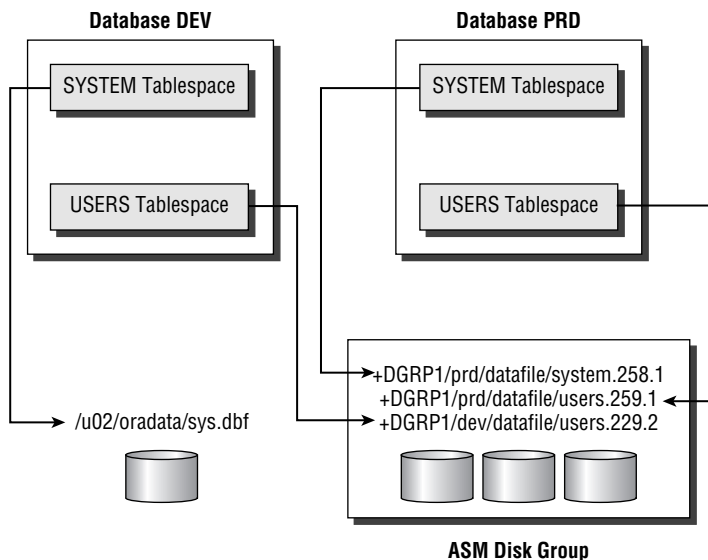 Database DEV
Database PRD
SYSTEM Tablespace
SYSTEM Tablespace
USERS Tablespace
USERS Tablespace
/u02/oradata/sys.dbf
+DGRP1/prd/datafile/system.258.1
+DGRP1/prd/datafile/users.259.1
+DGRP1/dev/datafile/users.229.2
ASM Disk Group